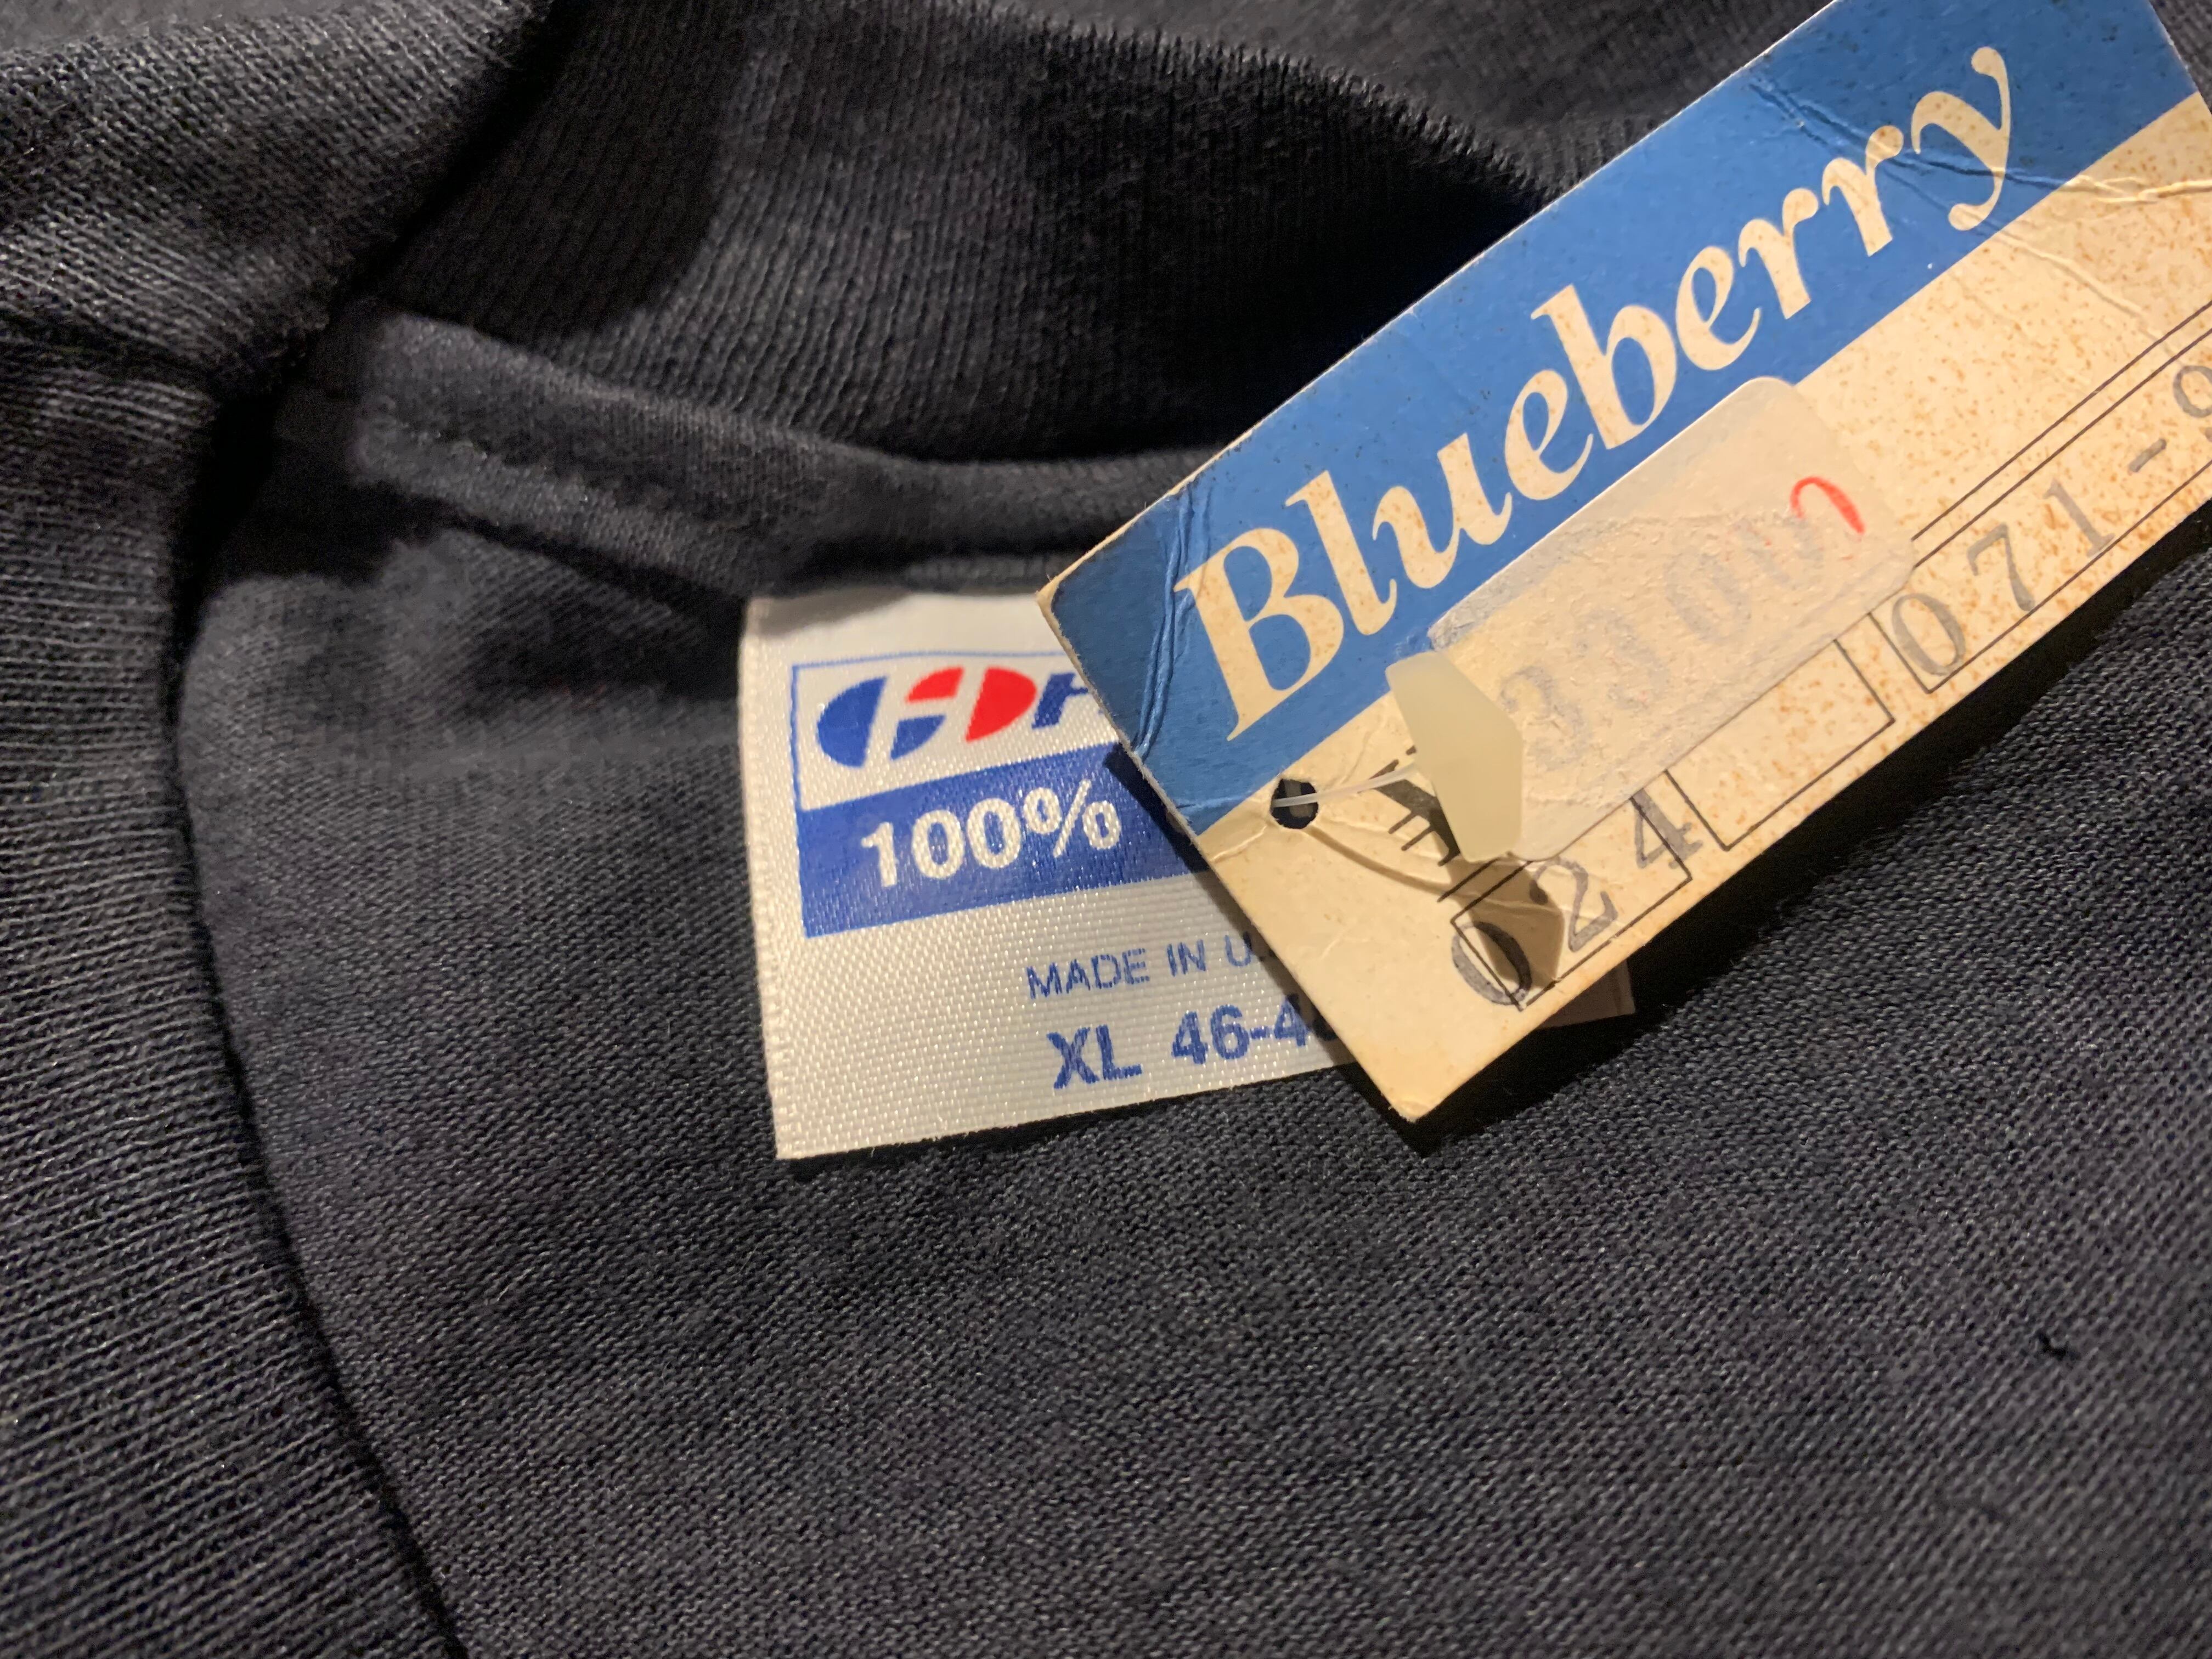 Blueberry
¥
024
071-
100%
MADE IN U.
XL 46-4